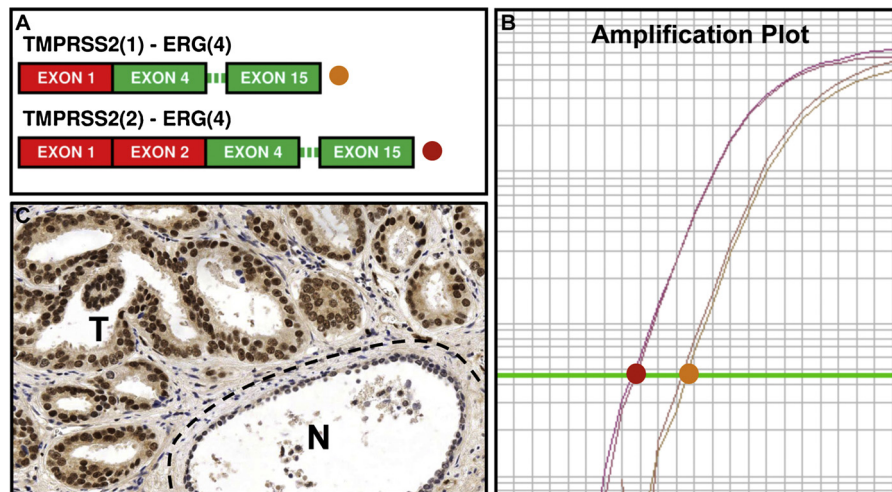 A
TMPRSS2(1) - ERG(4)
EXON 1 EXON 4 EXON 15
TMPRSS2(2) - ERG(4)
EXON 1 EXON 2 EXON 4 EXON 15
B
Amplification Plot
C
T
N